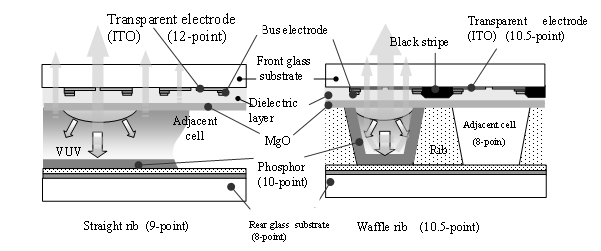 Transparent electrode
(ITO) (12-point)
Bus electrode
Transparent electrode
(ITO) (10.5-point)
Black stripe
Front glass
substrate
Dielectric
layer
Adjacent
cell
MgO
VUV
Phosphor
(10-point)
Adjacent cell
(8-poin)
Rib
Straight rib (9-point)
Rear glass substrate
(8-point)
Waffle rib (10.5-point)